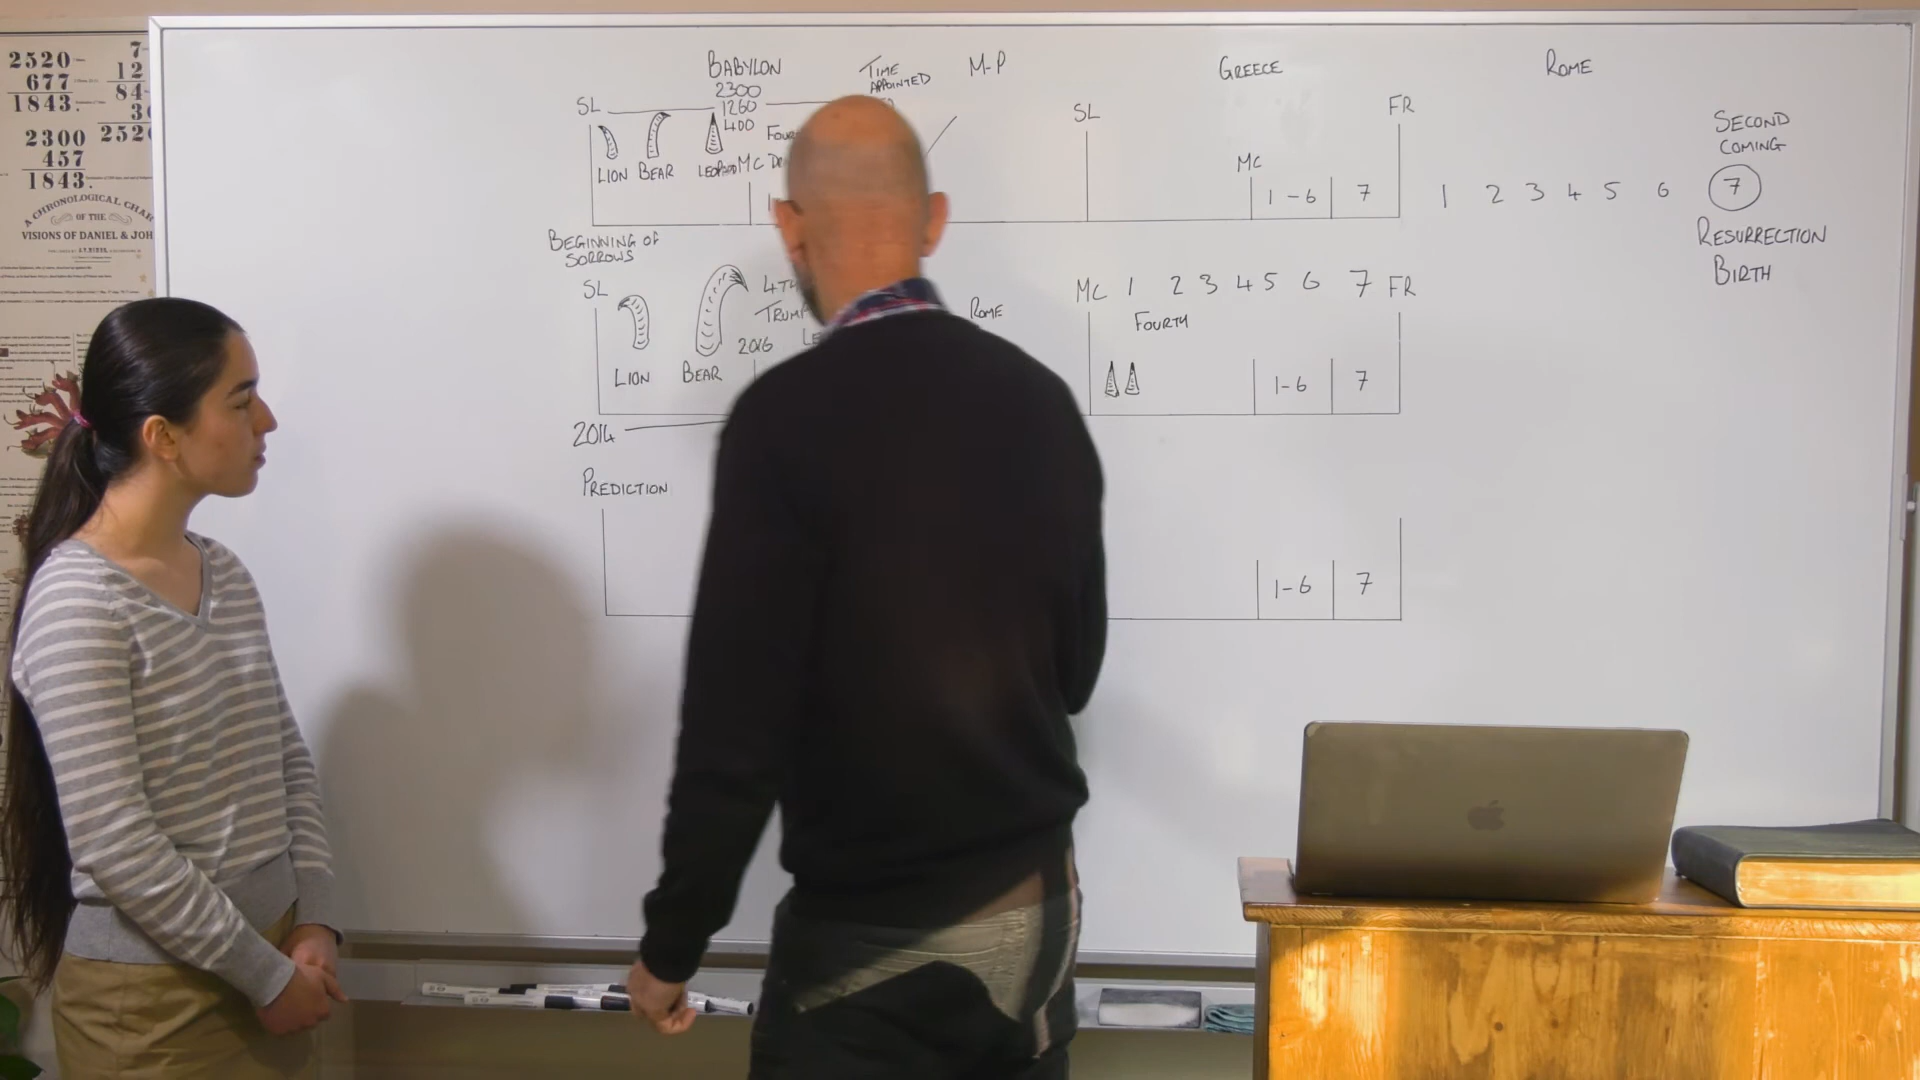 2520
677
1843.
2300
457
1843.
7
12
84
2520
A CHRONOLOGICAL CHAR
OF THE
VISIONS OF DANIEL & JOH
BABYLON
TIME
APPOINTED
M-P
GREECE
ROME
2300
SL
1260
400
SL
FR
LION
BEAR
LEOPARD
MC
MC
1-6
7
1 2 3 4 5 6 7
SECOND
COMING
RESURRECTION
BIRTH
BEGINNING OF
SORROWS
SL
4TH
TRUMP
2016
ROME
MC 1 2 3 4 5 6 7 FR
FOURTH
LION
BEAR
1-6
7
2014
PREDICTION
1-6
7